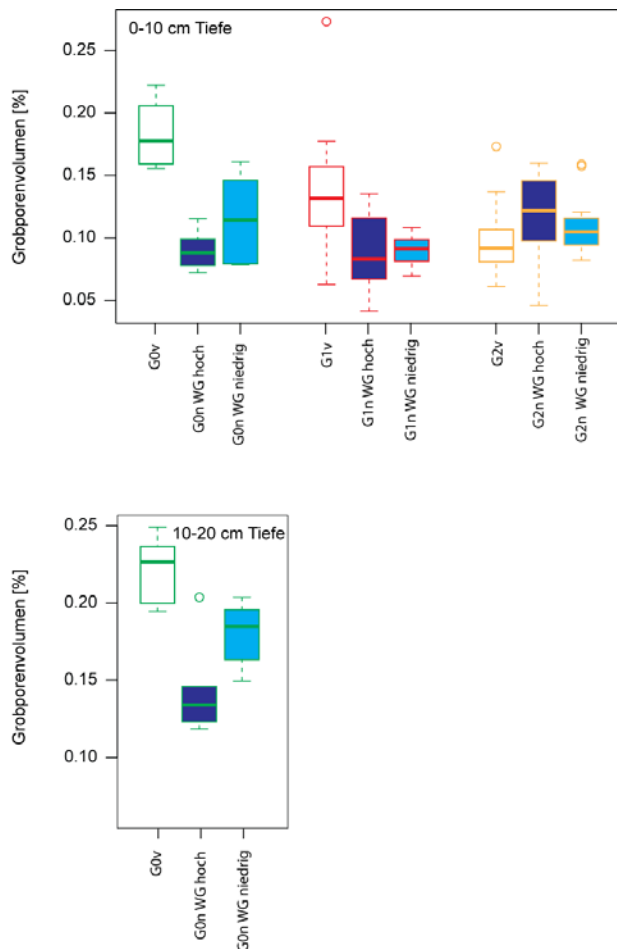 0-10 cm Tiefe
Grobporenvolumen [%]
0.25
0.20
0.15
0.10
0.05
G0v
G0n WG hoch
G0n WG niedrig
G1v
G1n WG hoch
G1n WG niedrig
G2v
G2n WG hoch
G2n WG niedrig
10-20 cm Tiefe
Grobporenvolumen [%]
0.25
0.20
0.15
0.10
G0v
G0n WG hoch
G0n WG niedrig